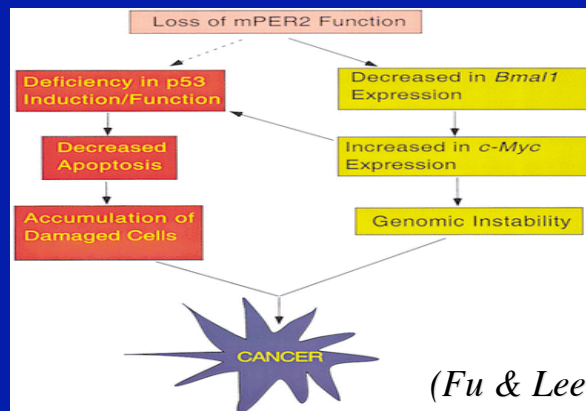 Loss of mPER2 Function
Deficiency in p53
Induction/Function
Decreased in Bmal1
Expression
Decreased
Apoptosis
Increased in c-Myc
Expression
Accumulation of
Damaged Cells
Genomic Instability
CANCER
(Fu & Lee